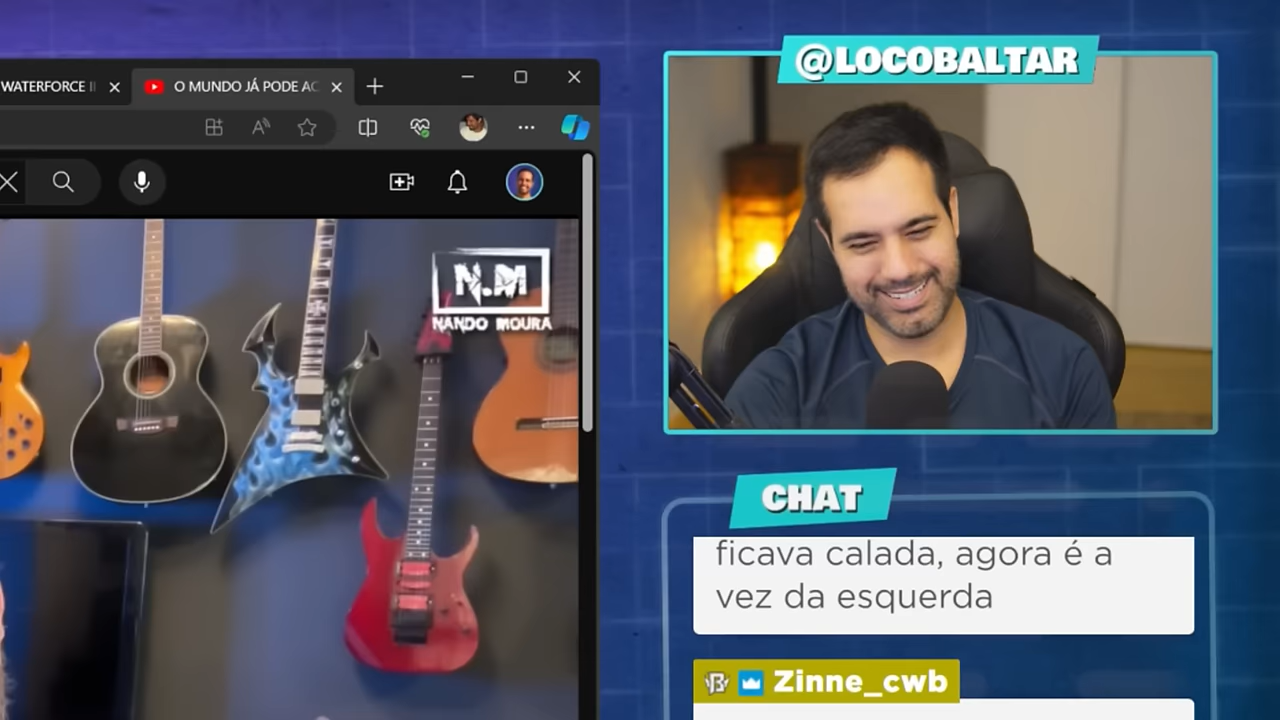 WATERFORCE II
O MUNDO JÁ PODE AC
@LOCOBALTAR
N.M
NANDO MOURA
CHAT
ficava calada, agora é a
vez da esquerda
Zinne_cwb